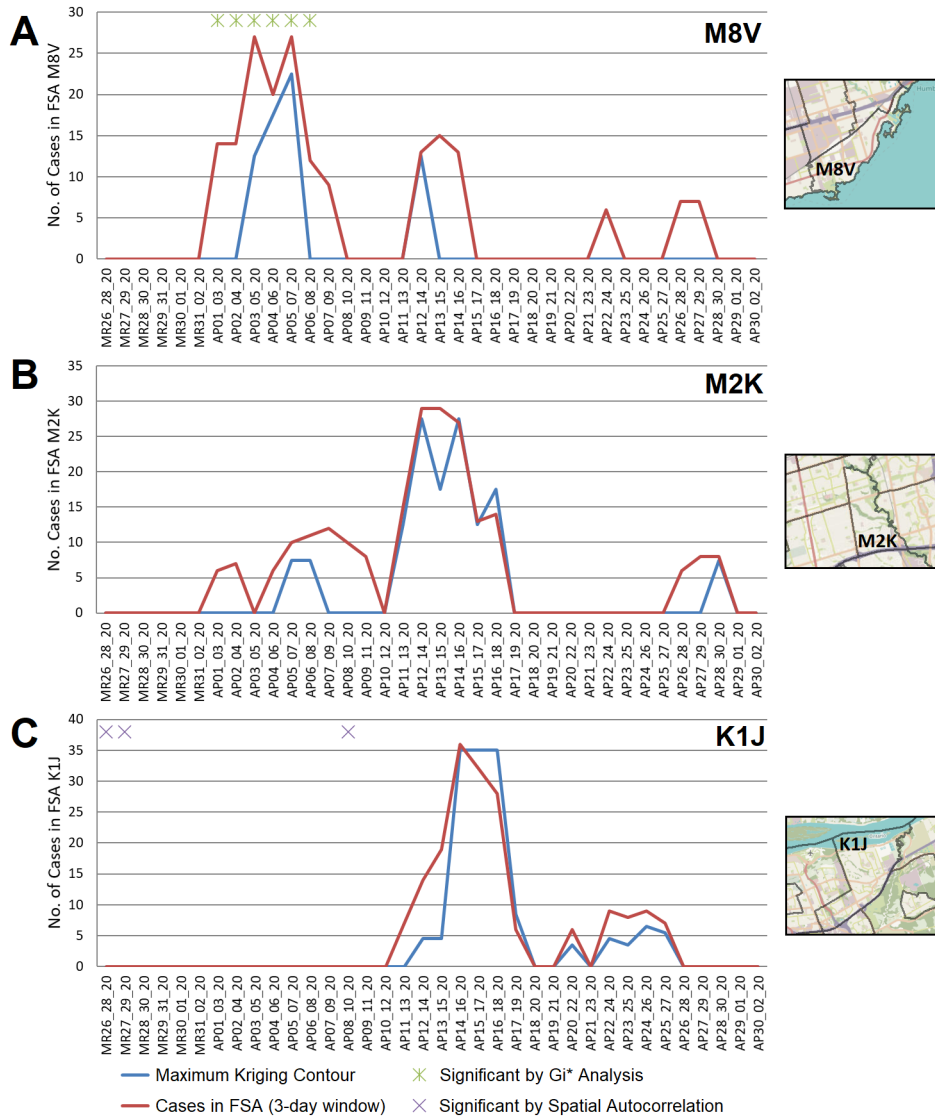 A
M8V
No. of Cases in FSA M8V
30
25
20
15
10
5
0
MR26_28_20
MR27_29_20
MR28_30_20
MR29_31_20
MR30_01_20
MR31_02_20
AP01_03_20
AP02_04_20
AP03_05_20
AP04_06_20
AP05_07_20
AP06_08_20
AP07_09_20
AP08_10_20
AP09_11_20
AP10_12_20
AP11_13_20
AP12_14_20
AP13_15_20
AP14_16_20
AP15_17_20
AP16_18_20
AP17_19_20
AP18_20_20
AP19_21_20
AP20_22_20
AP21_23_20
AP22_24_20
AP23_25_20
AP24_26_20
AP25_27_20
AP26_28_20
AP27_29_20
AP28_30_20
AP29_01_20
AP30_02_20
M8V
B
M2K
No. Cases in FSA M2K
35
30
25
20
15
10
5
0
MR26_28_20
MR27_29_20
MR28_30_20
MR29_31_20
MR30_01_20
MR31_02_20
AP01_03_20
AP02_04_20
AP03_05_20
AP04_06_20
AP05_07_20
AP06_08_20
AP07_09_20
AP08_10_20
AP09_11_20
AP10_12_20
AP11_13_20
AP12_14_20
AP13_15_20
AP14_16_20
AP15_17_20
AP16_18_20
AP17_19_20
AP18_20_20
AP19_21_20
AP20_22_20
AP21_23_20
AP22_24_20
AP23_25_20
AP24_26_20
AP25_27_20
AP26_28_20
AP27_29_20
AP28_30_20
AP29_01_20
AP30_02_20
M2K
C
K1J
No. of Cases in FSA K1J
40
35
30
25
20
15
10
5
0
MR26_28_20
MR27_29_20
MR28_30_20
MR29_31_20
MR30_01_20
MR31_02_20
AP01_03_20
AP02_04_20
AP03_05_20
AP04_06_20
AP05_07_20
AP06_08_20
AP07_09_20
AP08_10_20
AP09_11_20
AP10_12_20
AP11_13_20
AP12_14_20
AP13_15_20
AP14_16_20
AP15_17_20
AP16_18_20
AP17_19_20
AP18_20_20
AP19_21_20
AP20_22_20
AP21_23_20
AP22_24_20
AP23_25_20
AP24_26_20
AP25_27_20
AP26_28_20
AP27_29_20
AP28_30_20
AP29_01_20
AP30_02_20
K1J
Maximum Kriging Contour
Significant by Gi* Analysis
Cases in FSA (3-day window)
Significant by Spatial Autocorrelation